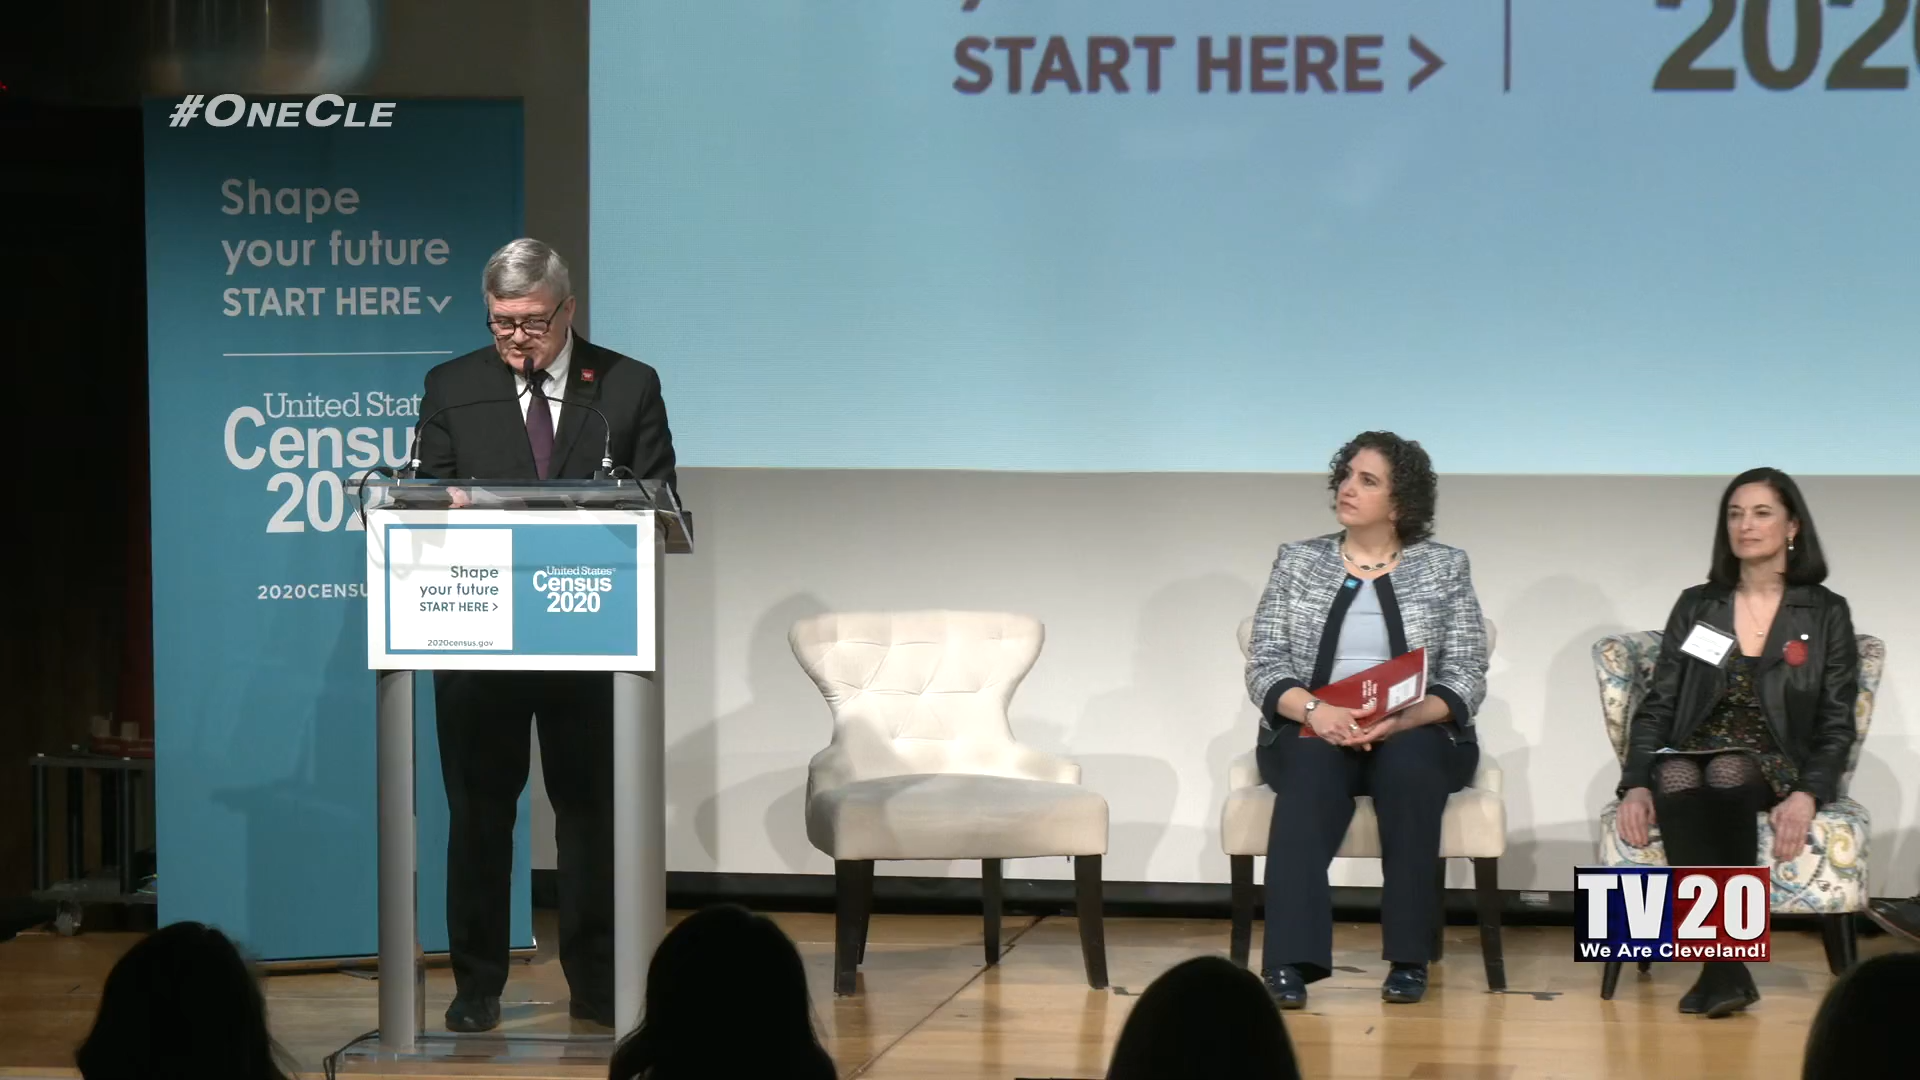 #OneCle
START HERE >
2020
Shape
your future
START HERE
United Stat
Censu
202
2020CENSU
Shape
your future
START HERE >
2020census.gov
United States
Census
2020
TV20
We Are Cleveland!